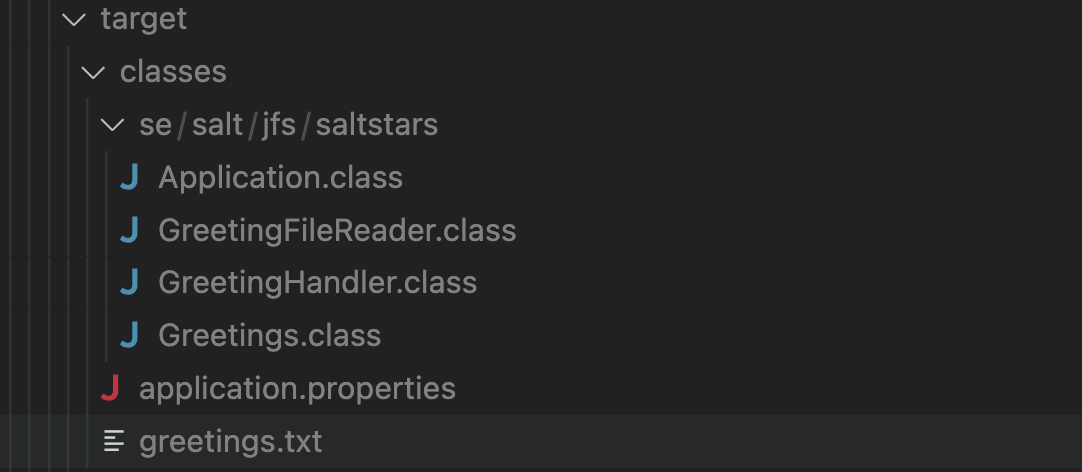 target
classes
se/salt/jfs/saltstars
Application.class
GreetingFileReader.class
GreetingHandler.class
Greetings.class
application.properties
greetings.txt